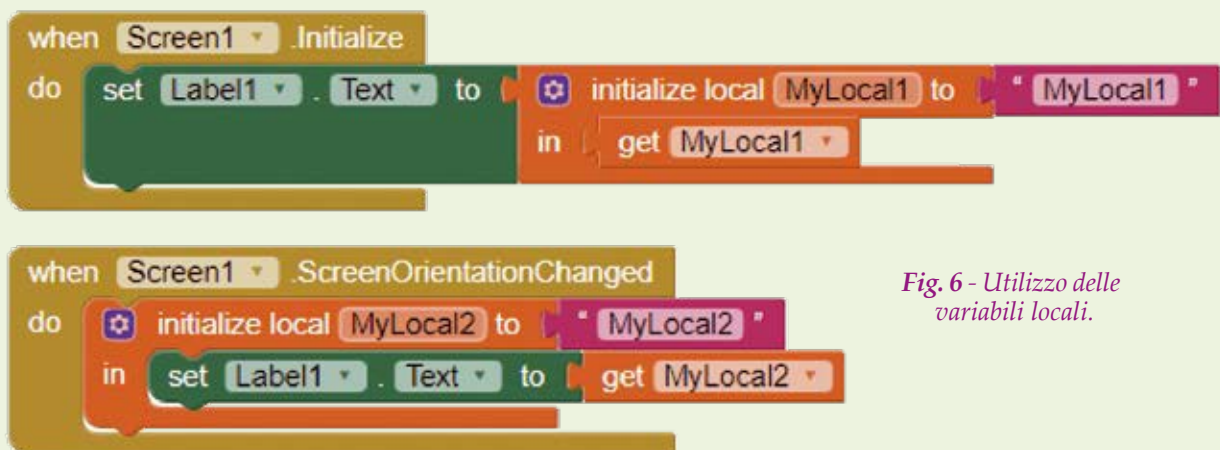 when Screen1 .Initialize
do set Label1 . Text to initialize local MyLocal1 to " MyLocal1 "
in get MyLocal1
when Screen1 .ScreenOrientationChanged
do initialize local MyLocal2 to " MyLocal2 "
in set Label1 . Text to get MyLocal2
Fig. 6 - Utilizzo delle
variabili locali.